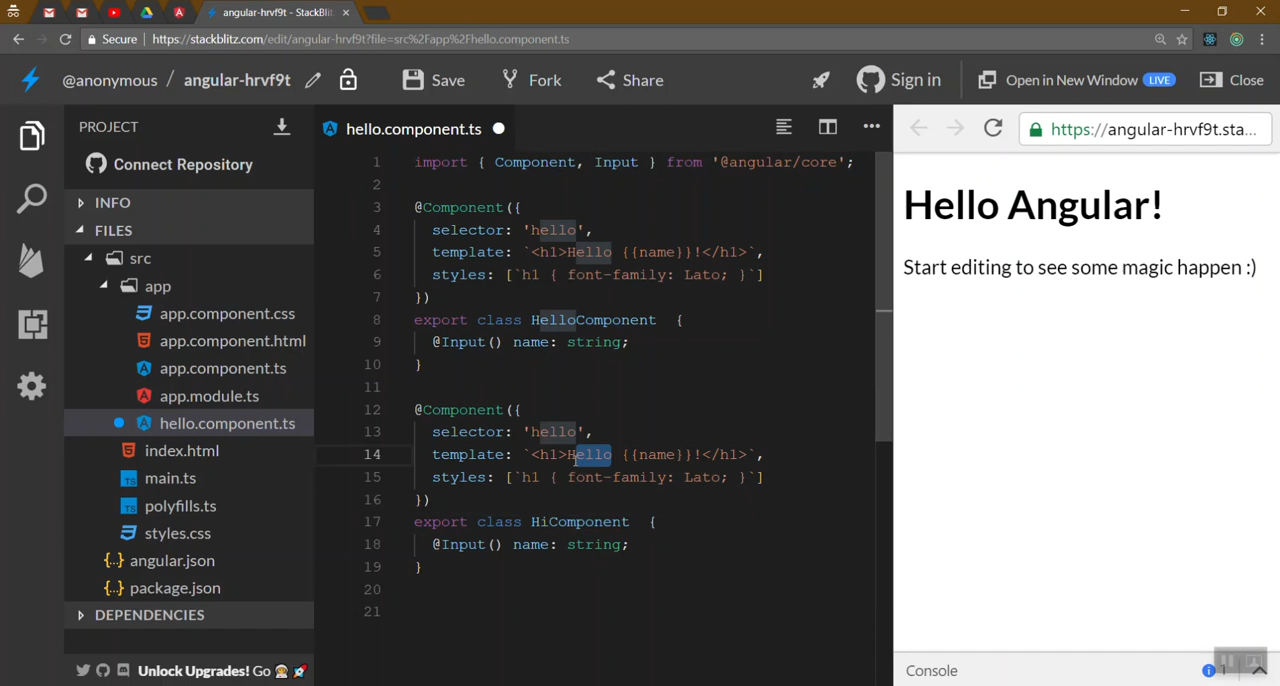 angular-hrvf9t - StackBlit
Secure | https://stackblitz.com/edit/angular-hrvf9t?file=src%2Fapp%2Fhello.component.ts
@anonymous / angular-hrvf9t Save Fork Share Sign in Open in New Window LIVE Close
PROJECT
Connect Repository
INFO
FILES
src
app
app.component.css
app.component.html
app.component.ts
app.module.ts
hello.component.ts
index.html
main.ts
polyfills.ts
styles.css
{..} angular.json
{..} package.json
DEPENDENCIES
Unlock Upgrades! Go
hello.component.ts
1 import { Component, Input } from '@angular/core';
2
3 @Component({
4 selector: 'hello',
5 template: `<h1>Hello {{name}}!</h1>`,
6 styles: [`h1 { font-family: Lato; }`]
7 })
8 export class HelloComponent {
9 @Input() name: string;
10 }
11
12 @Component({
13 selector: 'hello',
14 template: `<h1>Hello {{name}}!</h1>`,
15 styles: [`h1 { font-family: Lato; }`]
16 })
17 export class HiComponent {
18 @Input() name: string;
19 }
20
21
https://angular-hrvf9t.sta...
Hello Angular!
Start editing to see some magic happen :)
Console 1